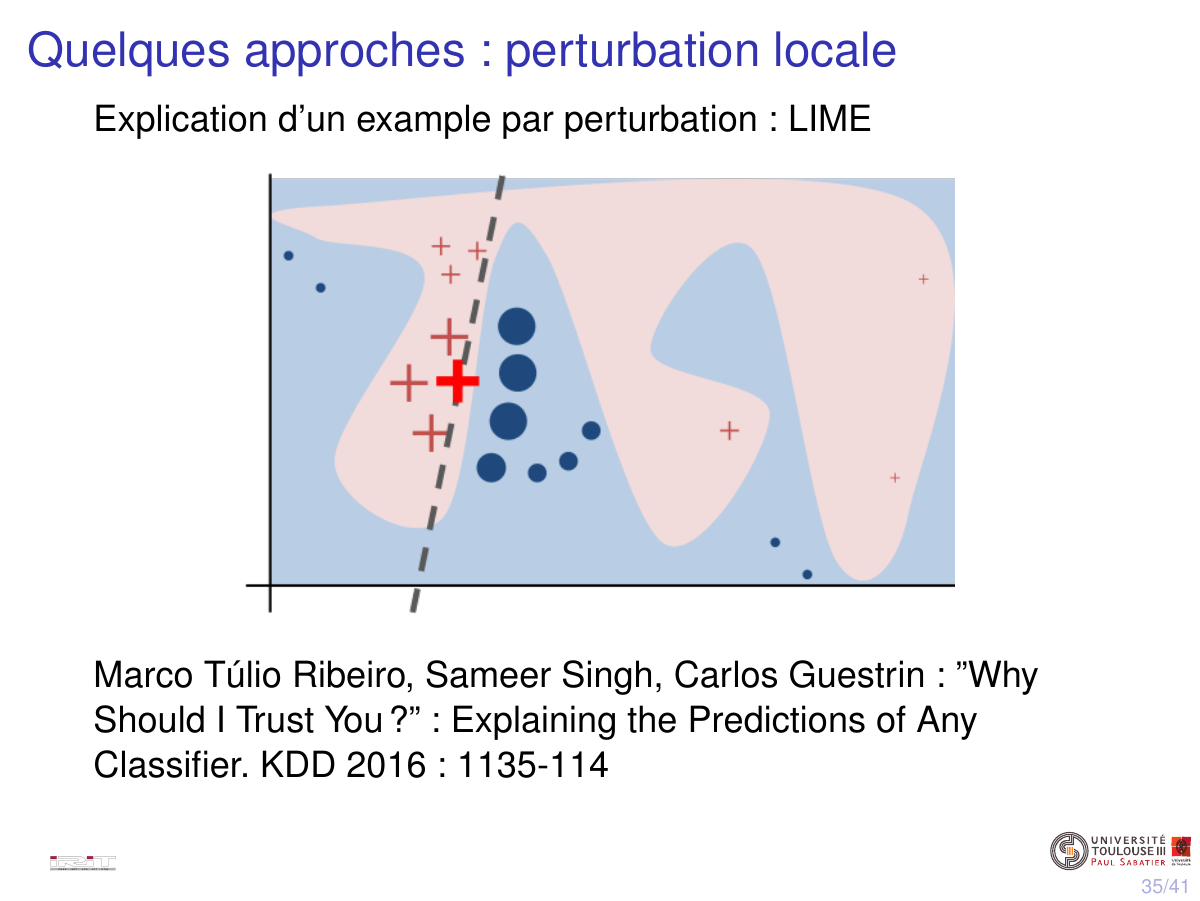 Quelques approches : perturbation locale
Explication d'un example par perturbation : LIME
Marco Túlio Ribeiro, Sameer Singh, Carlos Guestrin : ”Why
Should I Trust You ?” : Explaining the Predictions of Any
Classifier. KDD 2016 : 1135-114
IRIT
UNIVERSITÉ
TOULOUSE III
PAUL SABATIER
35/41